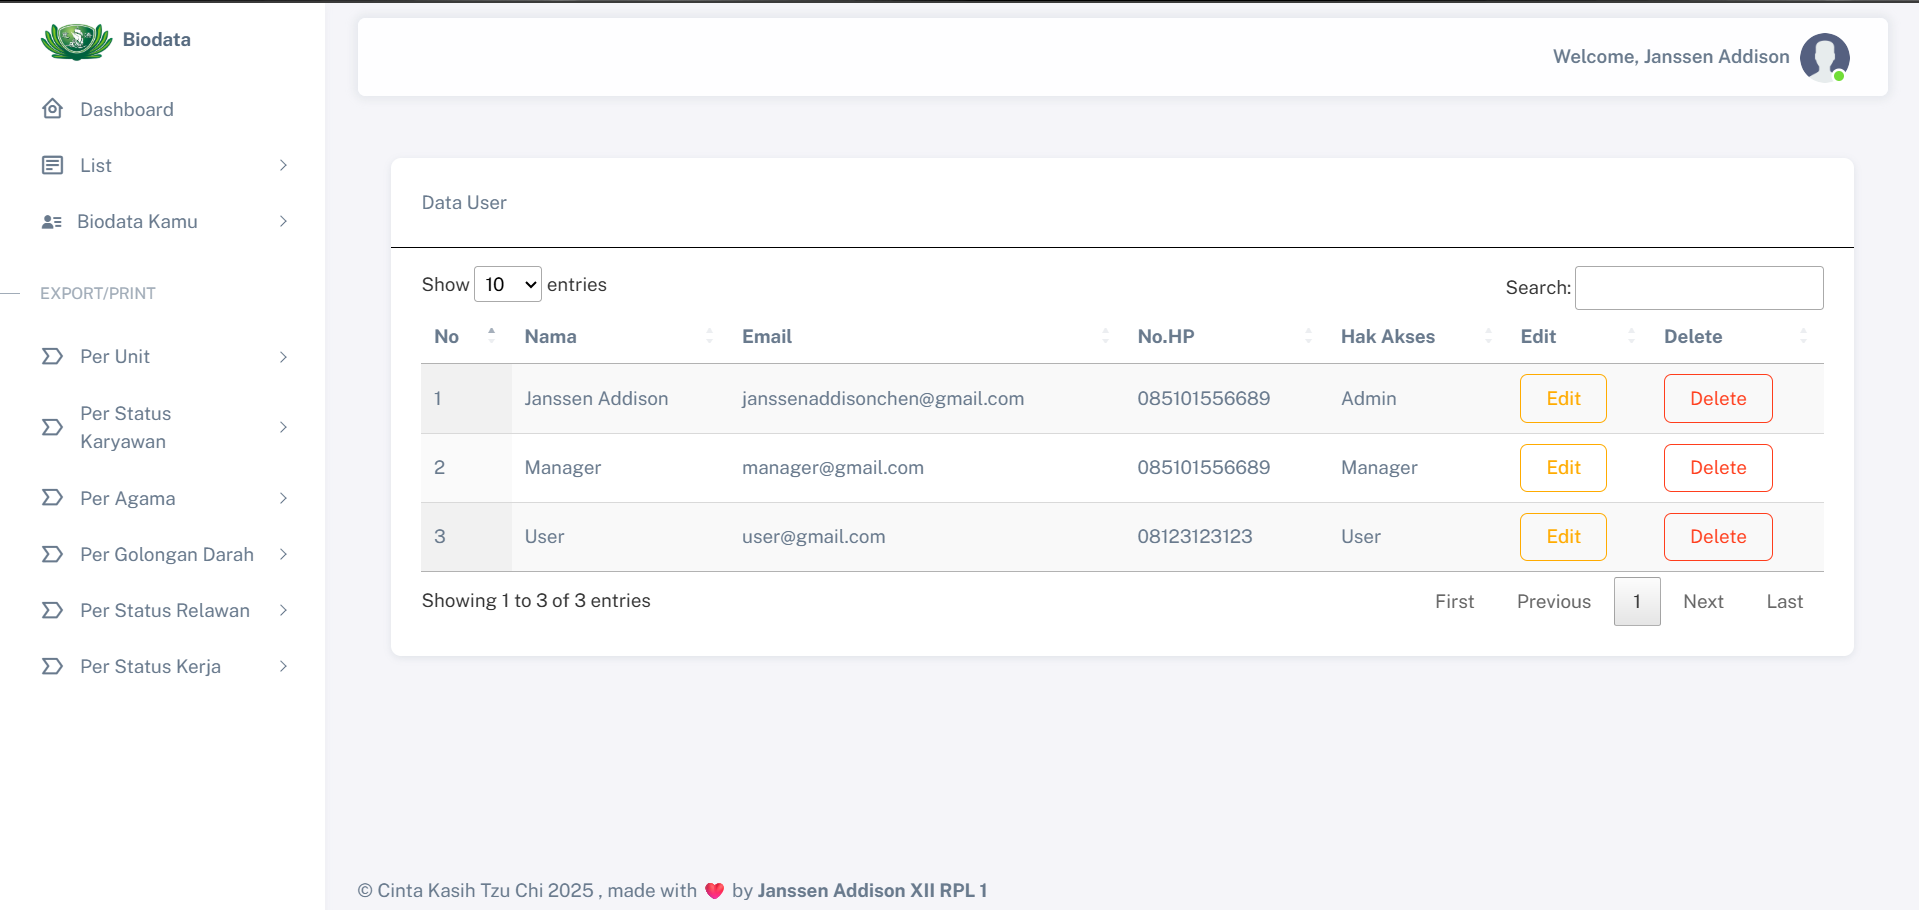 Biodata
Dashboard
List
Biodata Kamu
EXPORT/PRINT
Per Unit
Per Status
Karyawan
Per Agama
Per Golongan Darah
Per Status Relawan
Per Status Kerja
Welcome, Janssen Addison
Data User
Show 10 entries
Search:
No Nama Email No.HP Hak Akses Edit Delete
1 Janssen Addison janssenaddisonchen@gmail.com 085101556689 Admin Edit Delete
2 Manager manager@gmail.com 085101556689 Manager Edit Delete
3 User user@gmail.com 08123123123 User Edit Delete
Showing 1 to 3 of 3 entries
First Previous 1 Next Last
© Cinta Kasih Tzu Chi 2025 , made with ❤️ by Janssen Addison XII RPL 1